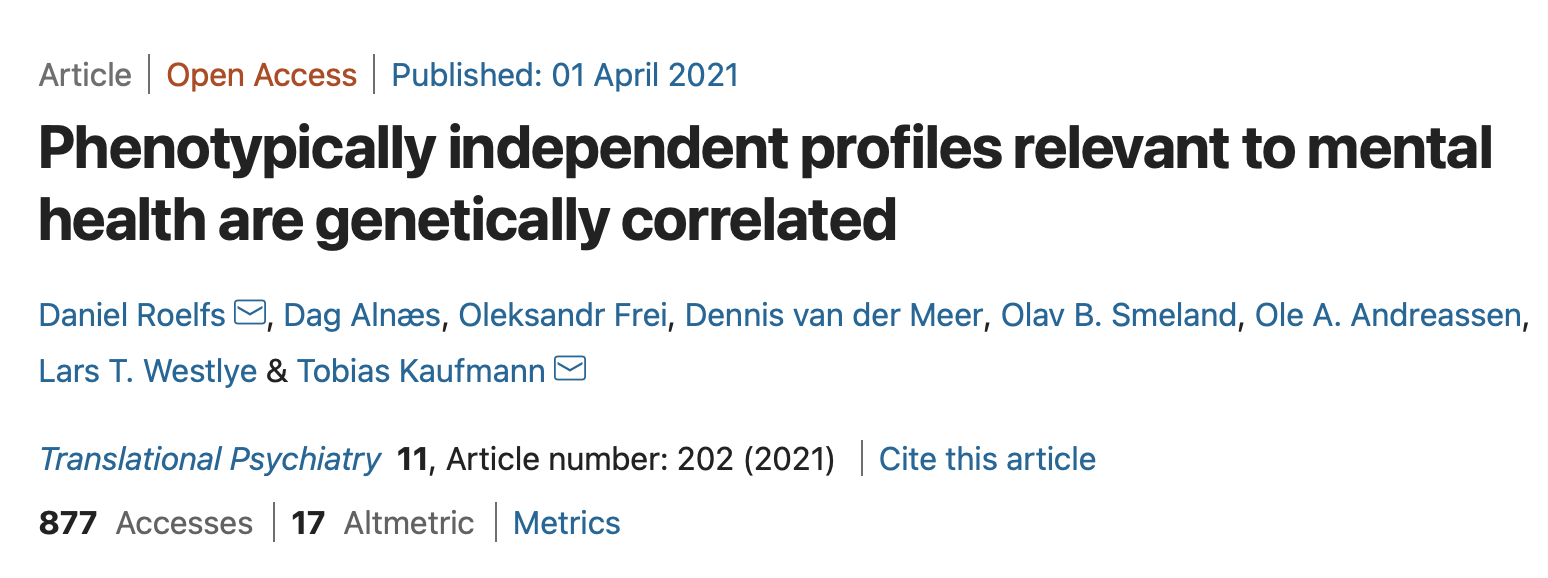 Article | Open Access | Published: 01 April 2021
Phenotypically independent profiles relevant to mental
health are genetically correlated
Daniel Roelfs, Dag Alnæs, Oleksandr Frei, Dennis van der Meer, Olav B. Smeland, Ole A. Andreassen,
Lars T. Westlye & Tobias Kaufmann
Translational Psychiatry 11, Article number: 202 (2021) | Cite this article
877 Accesses | 17 Altmetric | Metrics